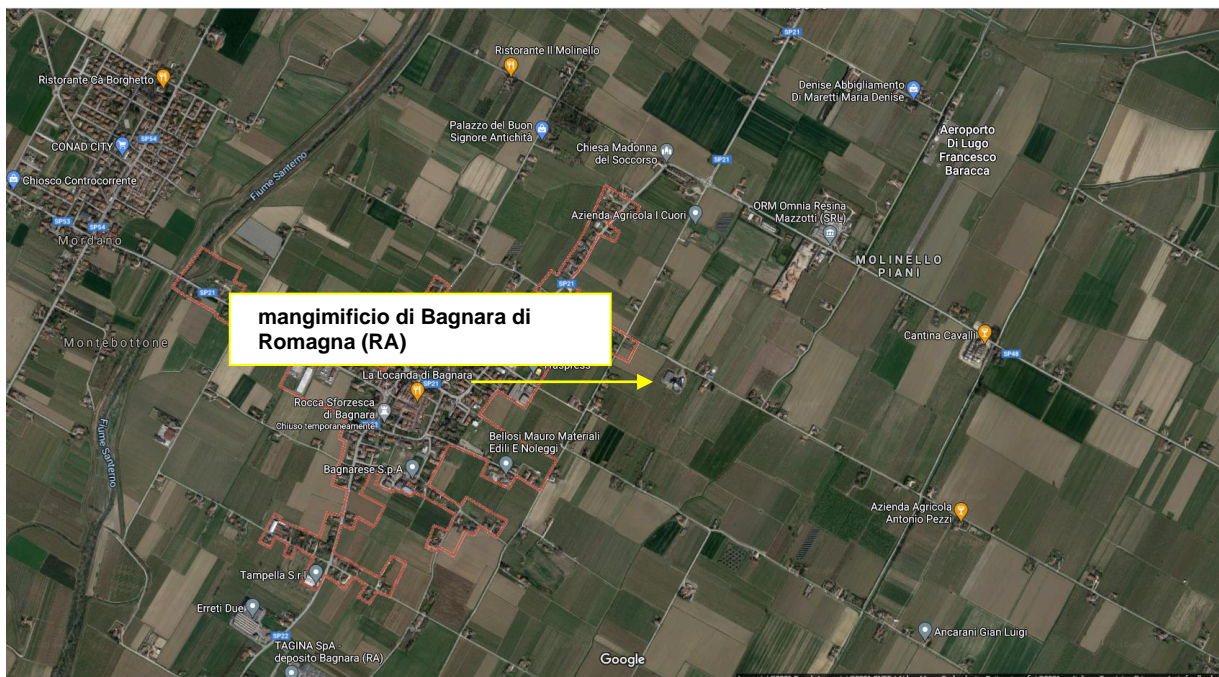 SP21
Ristorante Il Molinello
Ristorante Cà Borghetto
Denise Abbigliamento
Di Maretti Maria Denise
SP54
CONAD CITY
Palazzo del Buon
Signore Antichità
Aeroporto
Di Lugo
Francesco
Baracca
Chiesa Madonna
del Soccorso
SP21
Chiosco Controcorrente
Fiume Santerno
Azienda Agricola I Cuori
ORM Omnia Resina
Mazzotti (SRL)
SP53
SP54
Mordano
MOLINELLO
PIANI
SP21
SP21
mangimificio di Bagnara di
Romagna (RA)
Cantina Cavalli
Montebottone
SP48
La Locanda di Bagnara
SP21
Rocca Sforzesca
di Bagnara
Chiuso temporaneamente
Fiume Santerno
Bellosi Mauro Materiali
Edili E Noleggi
Bagnarese S.p.A
Azienda Agricola
Antonio Pezzi
Tampella S.r.l
Erreti Due
Ancarani Gian Luigi
SP22
TAGINA SpA -
deposito Bagnara (RA)
Google